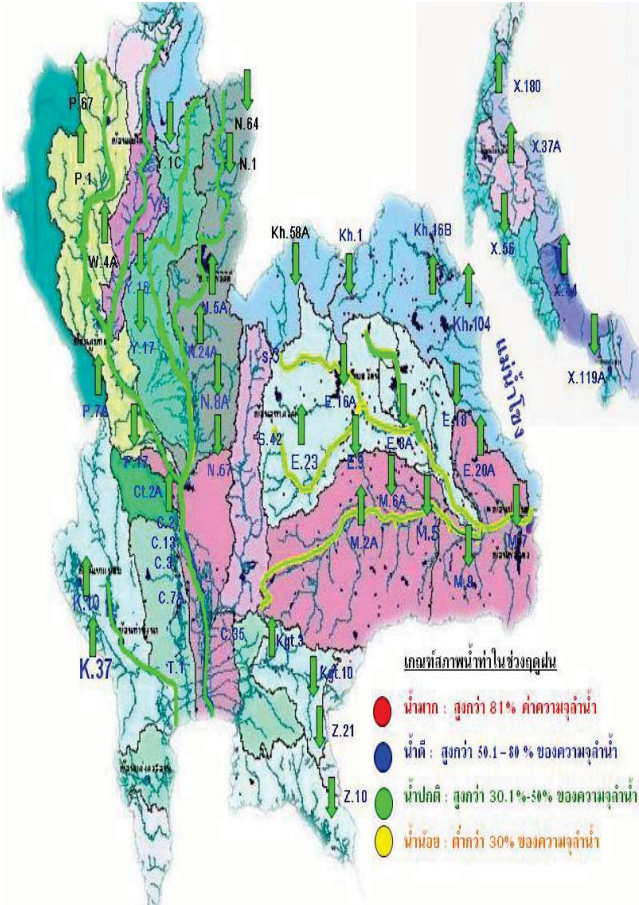 P.67
P.1
W.4A
Y.1C
N.64
N.1
Y.16
Y.17
N.5A
N.24A
N.8A
N.67
P.7A
P.17
Ct.2A
C.2
C.13
C.3
C.7A
C.35
T.1
K.10
K.37
Kh.58A
Kh.1
Kh.16B
Kh.104
แม่น้ำโขง
S.3
S.42
E.16A
E.23
E.9
E.8A
E.18
E.20A
M.6A
M.5
M.2A
M.9
M.7
Kgt.3
Kgt.10
Z.21
Z.10
X.180
X.37A
X.56
X.44
X.119A
เกณฑ์สภาพน้ำท่าในช่วงฤดูฝน
น้ำมาก : สูงกว่า 81% ค่าความจุลำน้ำ
น้ำดี : สูงกว่า 50.1 - 80 % ของความจุลำน้ำ
น้ำปกติ : สูงกว่า 30.1%-50% ของความจุลำน้ำ
น้ำน้อย : ต่ำกว่า 30% ของความจุลำน้ำ